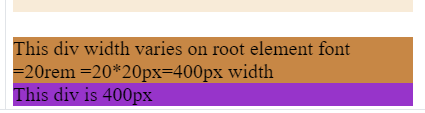 This div width varies on root element font
=20rem =20*20px=400px width
This div is 400px